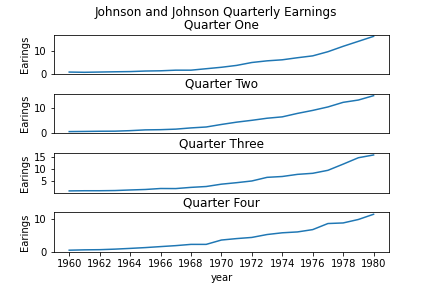 Johnson and Johnson Quarterly Earnings
Quarter One
10
0
Earings
Quarter Two
10
0
Earings
Quarter Three
15
10
5
Earings
Quarter Four
10
0
Earings
1960 1962 1964 1966 1968 1970 1972 1974 1976 1978 1980
year